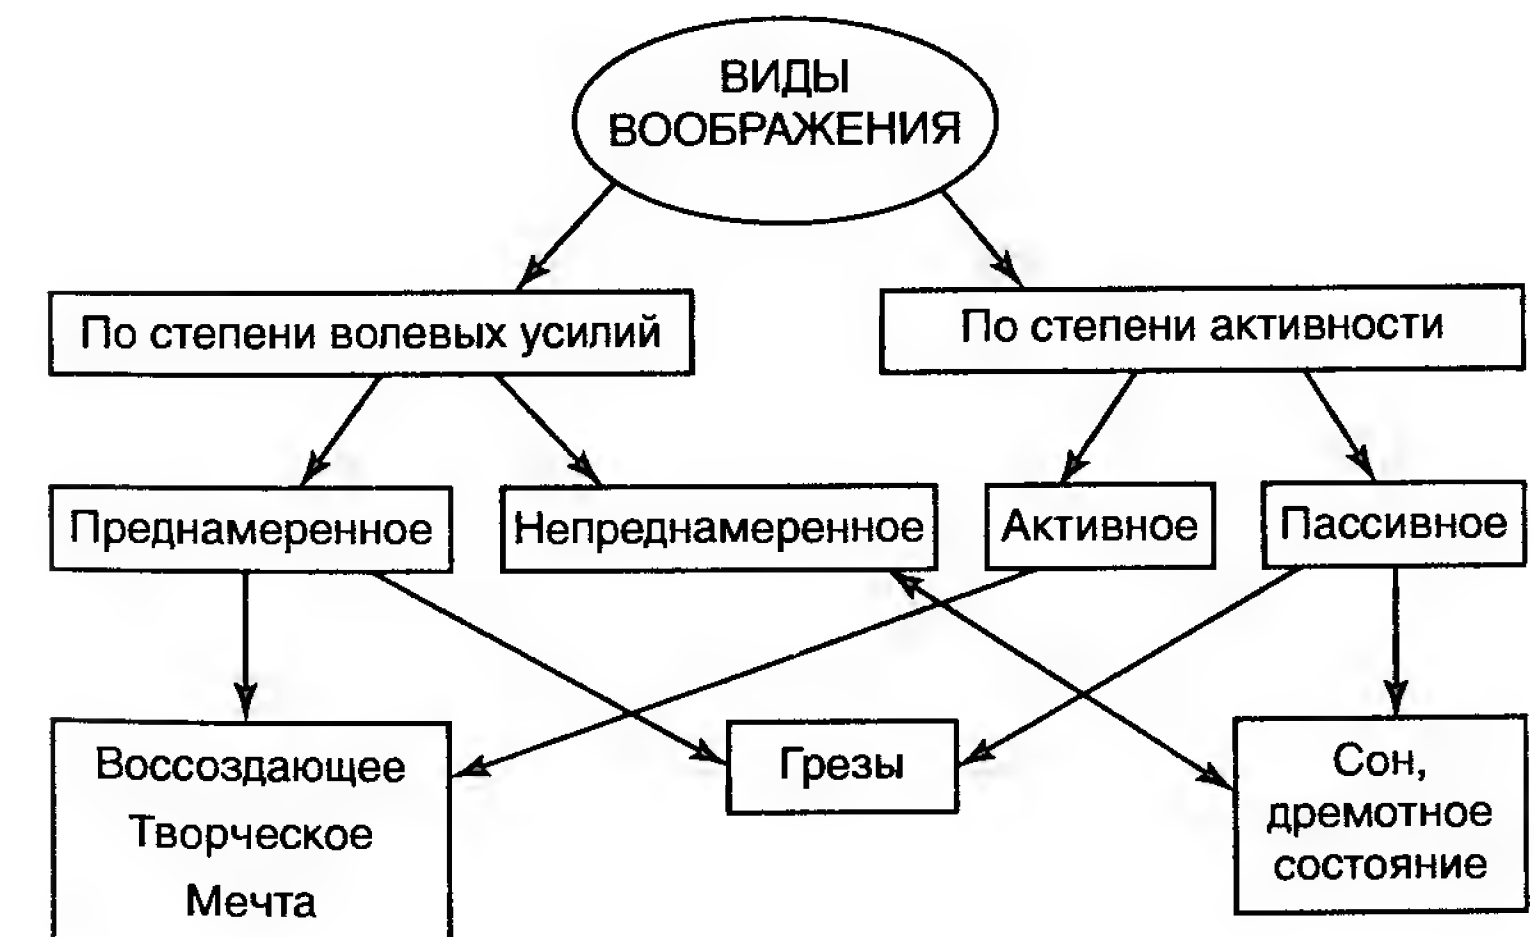 ВИДЫ
ВООБРАЖЕНИЯ
По степени волевых усилий
По степени активности
Преднамеренное
Непреднамеренное
Активное
Пассивное
Воссоздающее
Творческое
Мечта
Грезы
Сон,
дремотное
состояние